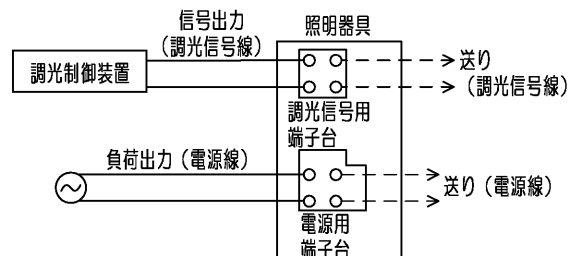 信号出力
（調光信号線）
照明器具
調光制御装置
送り
（調光信号線）
調光信号用
端子台
負荷出力（電源線）
送り（電源線）
電源用
端子台